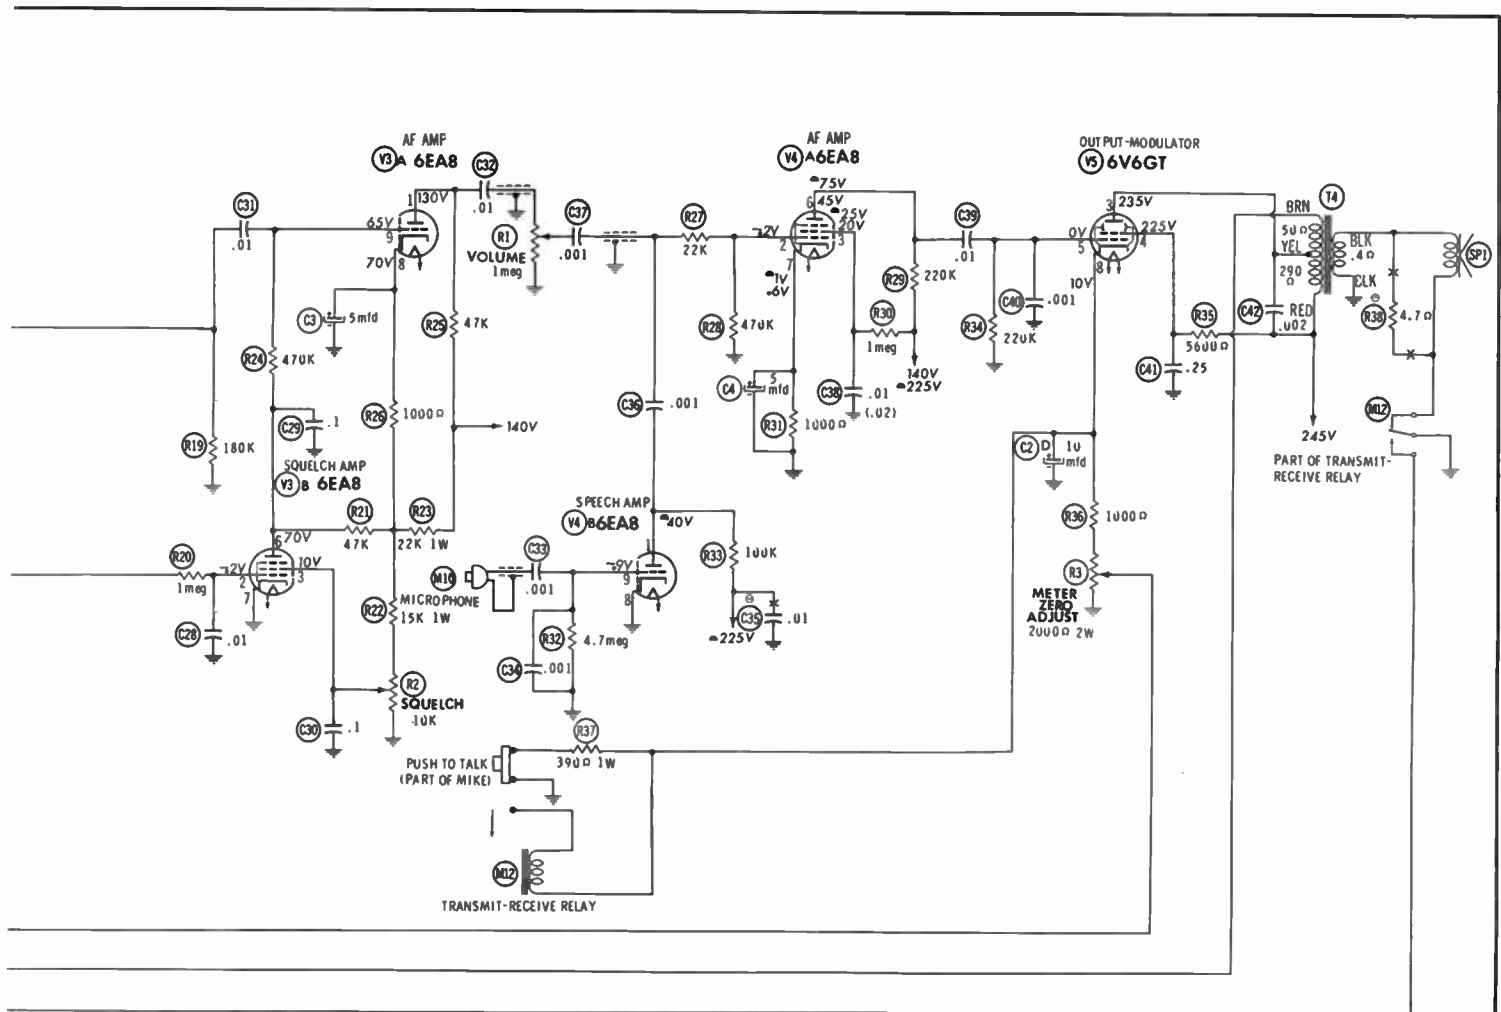 AF AMP
V3 A 6EA8
C32
.01
1
130V
C31
.01
65V
9
70V
8
R1
VOLUME
1meg
C37
.001
R27
22K
AF AMP
V4 A 6EA8
75V
6
45V
25V
20V
-.2V
2
3
7
1V
.6V
C39
.01
R29
220K
OUTPUT-MODULATOR
V5 6V6GT
3
235V
0V
5
225V
4
10V
8
T4
BRN
50Ω
YEL
290
Ω
RED
BLK
.4Ω
BLK
SP1
C3
5mfd
R25
47K
R24
470K
R28
470K
R30
1meg
140V
225V
C40
.001
R34
220K
R35
5600Ω
C42
.002
R38
4.7Ω
C41
.25
C4
5
mfd
C38
.01
(.02)
R31
1000Ω
C36
.001
R26
1000Ω
140V
C29
.1
R19
180K
SQUELCH AMP
V3 B 6EA8
6
70V
10V
3
-.2V
2
7
R20
1meg
C28
.01
R21
47K
R23
22K 1W
R22
15K 1W
R2
SQUELCH
10K
C30
.1
M10
MICROPHONE
C33
.001
SPEECH AMP
V4 B 6EA8
40V
1
-.9V
9
8
R33
100K
225V
C35
.01
R32
4.7meg
C34
.001
C2 D
10
mfd
R36
1000Ω
R3
METER
ZERO
ADJUST
2000Ω 2W
245V
M12
PART OF TRANSMIT-
RECEIVE RELAY
R37
390Ω 1W
PUSH TO TALK
(PART OF MIKE)
M12
TRANSMIT-RECEIVE RELAY